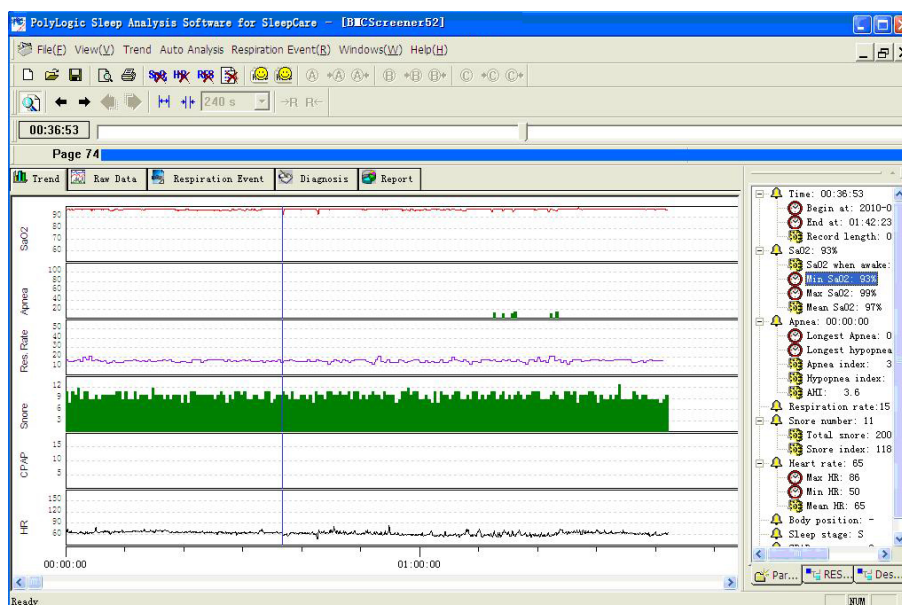 PolyLogic Sleep Analysis Software for SleepCare - [BMCScreener52]
File(F) View(V) Trend Auto Analysis Respiration Event(R) Windows(W) Help(H)
SpO2 HR RES A +A A+ B +B B+ C +C C+
240 s →R R←
00:36:53
Page 74
Trend Raw Data Respiration Event Diagnosis Report
SaO2
90
80
70
60
Apnea
100
80
60
40
20
Res. Rate
50
40
30
20
10
Snore
12
9
6
3
CPAP
15
10
5
HR
150
120
90
60
00:00:00 01:00:00
Time: 00:36:53
Begin at: 2010-0
End at: 01:42:23
Record length: 0
SaO2: 93%
SaO2 when awake:
Min SaO2: 93%
Max SaO2: 99%
Mean SaO2: 97%
Apnea: 00:00:00
Longest Apnea: 0
Longest hypopnea
Apnea index: 3
Hypopnea index:
AHI: 3.6
Respiration rate:15
Snore number: 11
Total snore: 200
Snore index: 118
Heart rate: 65
Max HR: 86
Min HR: 50
Mean HR: 65
Body position: -
Sleep stage: S
Par... RES... Des...
Ready NUM